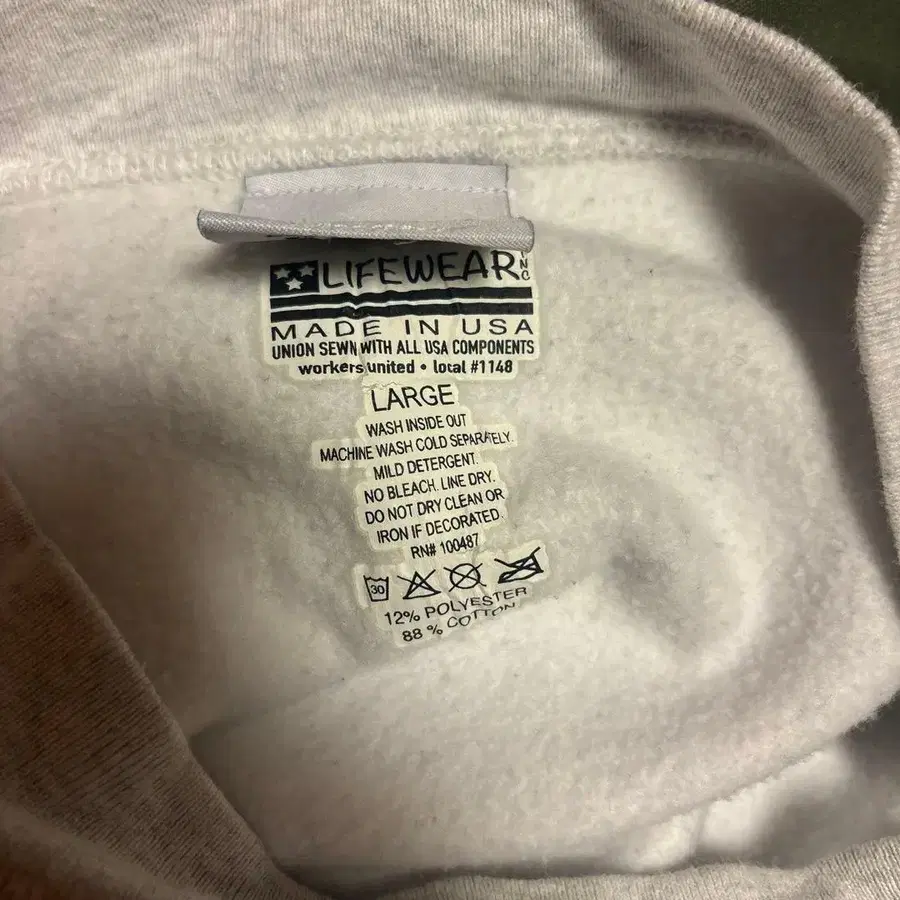 LIFEWEAR INC
MADE IN USA
UNION SEWN WITH ALL USA COMPONENTS
workers united • local #1148
LARGE
WASH INSIDE OUT
MACHINE WASH COLD SEPARATELY.
MILD DETERGENT.
NO BLEACH. LINE DRY.
DO NOT DRY CLEAN OR
IRON IF DECORATED.
RN# 100487
30
12% POLYESTER
88 % COTTON